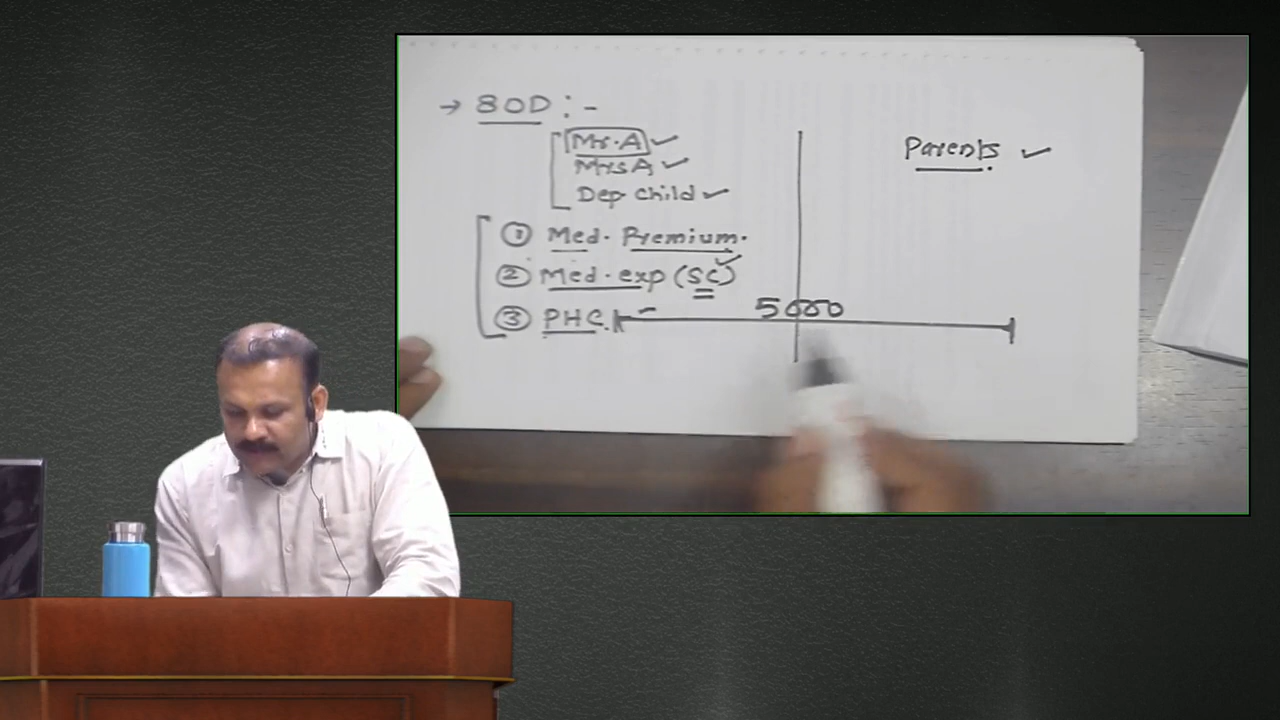 → 80D :-
Mr. A ✓
Mrs A ✓
Dep child ✓
Parents ✓
① Med. Premium.
② Med. exp (SC) ✓
③ PHC. -
5000